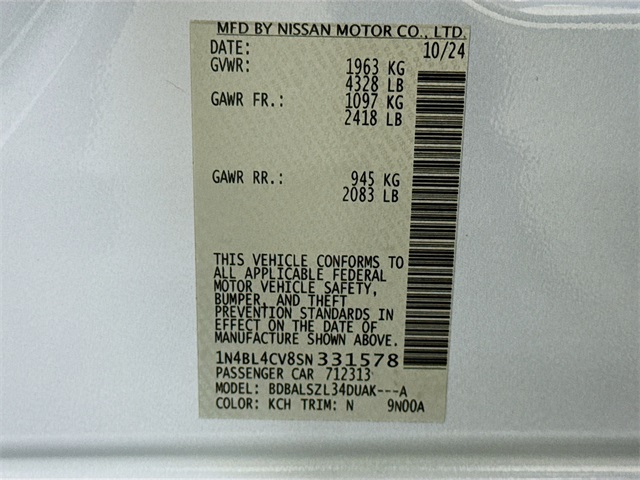 MFD BY NISSAN MOTOR CO., LTD.
DATE: 10/24
GVWR: 1963 KG
4328 LB
GAWR FR.: 1097 KG
2418 LB
GAWR RR.: 945 KG
2083 LB
THIS VEHICLE CONFORMS TO
ALL APPLICABLE FEDERAL
MOTOR VEHICLE SAFETY,
BUMPER, AND THEFT
PREVENTION STANDARDS IN
EFFECT ON THE DATE OF
MANUFACTURE SHOWN ABOVE.
1N4BL4CV8SN331578
PASSENGER CAR 712313
MODEL: BDBALSZL34DUAK---A
COLOR: KCH TRIM: N 9N00A